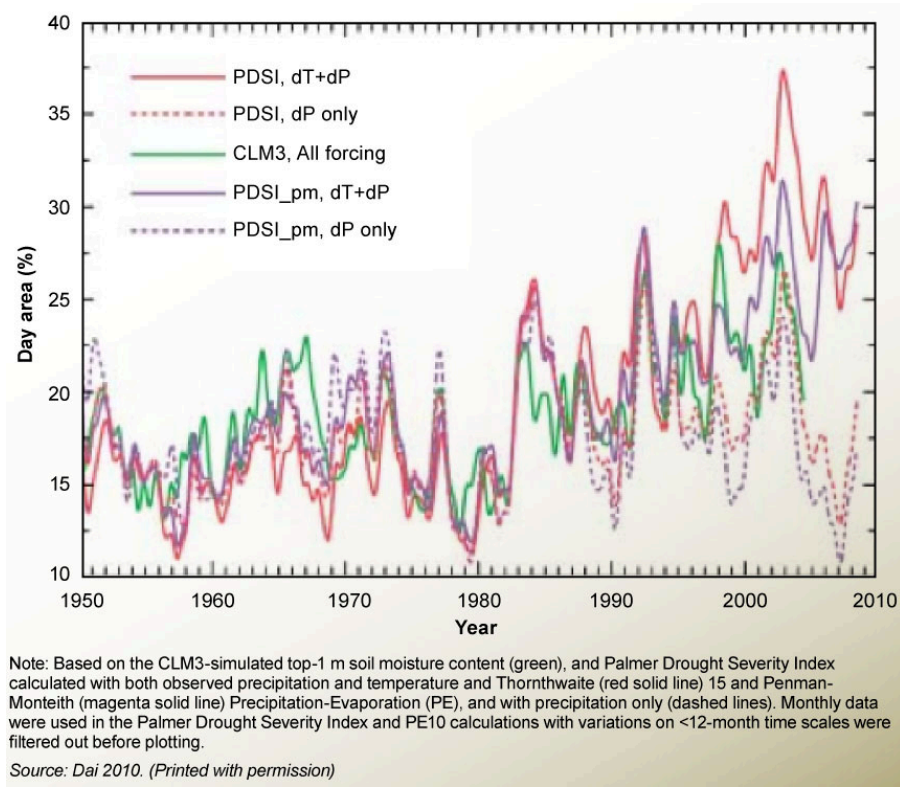 40
35
30
25
20
15
10
Day area (%)
PDSI, dT+dP
PDSI, dP only
CLM3, All forcing
PDSI_pm, dT+dP
PDSI_pm, dP only
1950 1960 1970 1980 1990 2000 2010
Year
Note: Based on the CLM3-simulated top-1 m soil moisture content (green), and Palmer Drought Severity Index
calculated with both observed precipitation and temperature and Thornthwaite (red solid line) 15 and Penman-
Monteith (magenta solid line) Precipitation-Evaporation (PE), and with precipitation only (dashed lines). Monthly data
were used in the Palmer Drought Severity Index and PE10 calculations with variations on <12-month time scales were
filtered out before plotting.
Source: Dai 2010. (Printed with permission)